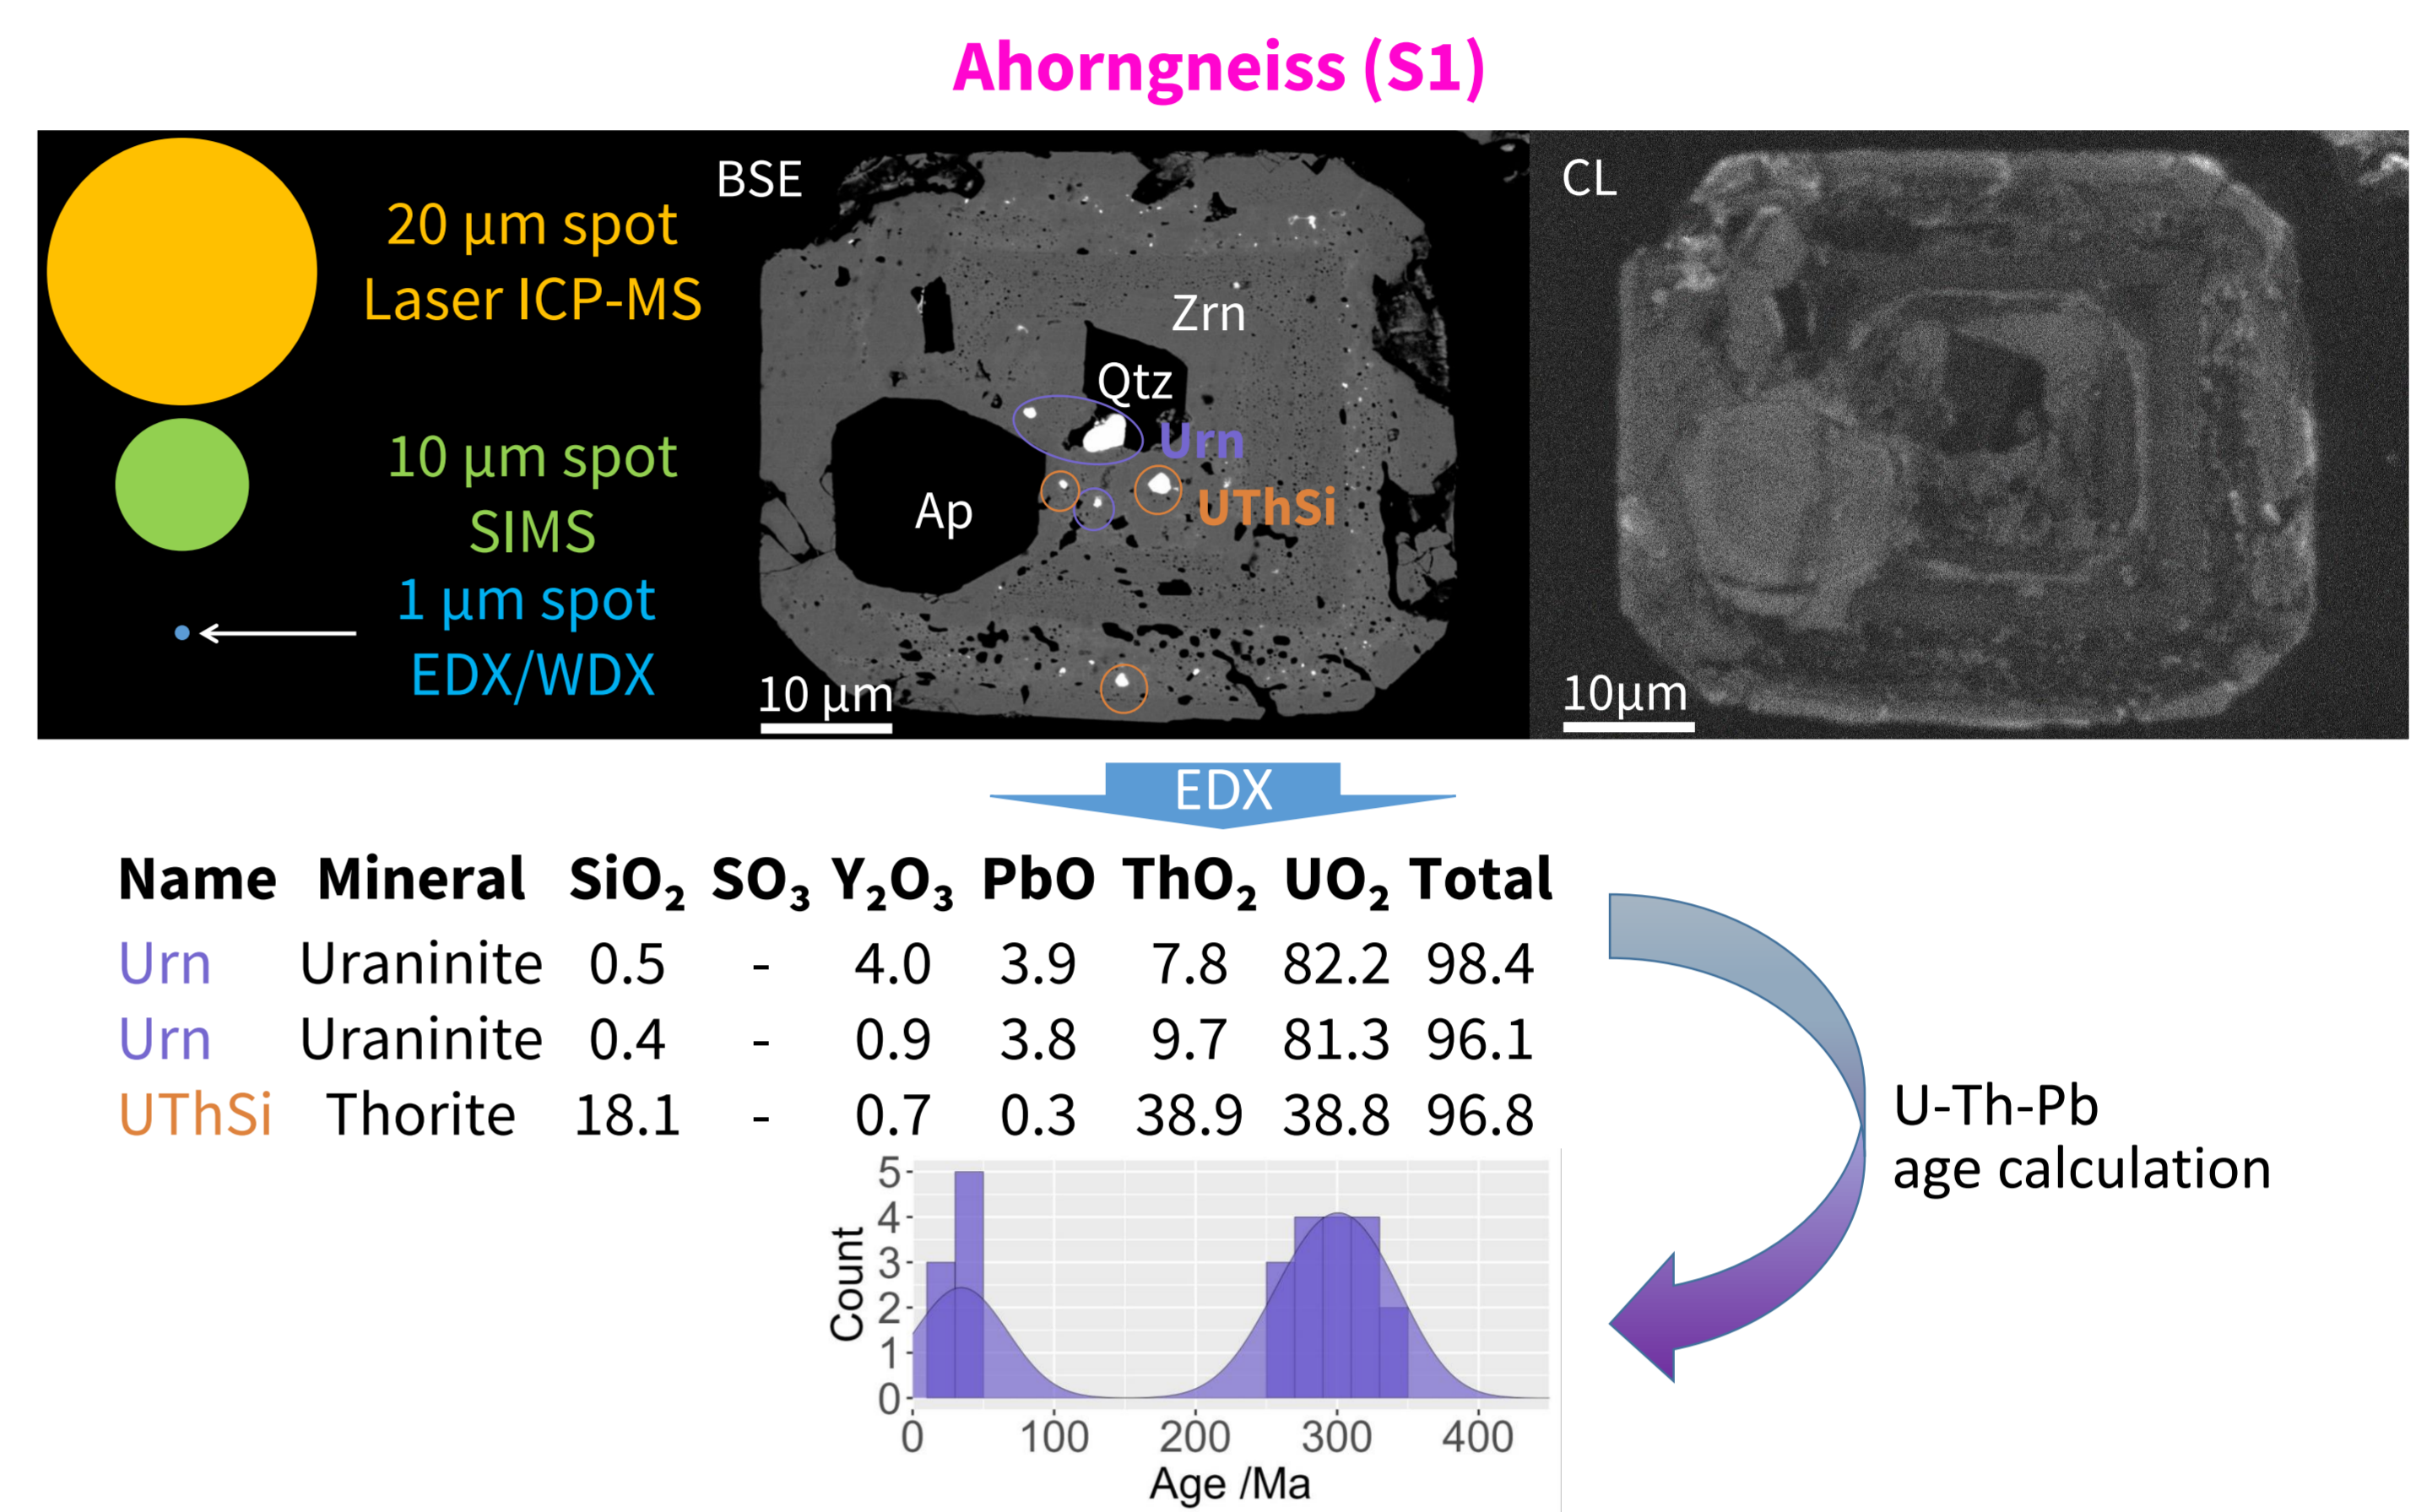 Ahorngneiss (S1)
20 µm spot
Laser ICP-MS
10 µm spot
SIMS
1 µm spot
EDX/WDX
BSE
Zrn
Qtz
Urn
UThSi
Ap
10 µm
CL
10µm
EDX
Name Mineral SiO₂ SO₃ Y₂O₃ PbO ThO₂ UO₂ Total
Urn Uraninite 0.5 - 4.0 3.9 7.8 82.2 98.4
Urn Uraninite 0.4 - 0.9 3.8 9.7 81.3 96.1
UThSi Thorite 18.1 - 0.7 0.3 38.9 38.8 96.8
U-Th-Pb
age calculation
Count
5
4
3
2
1
0
0 100 200 300 400
Age /Ma